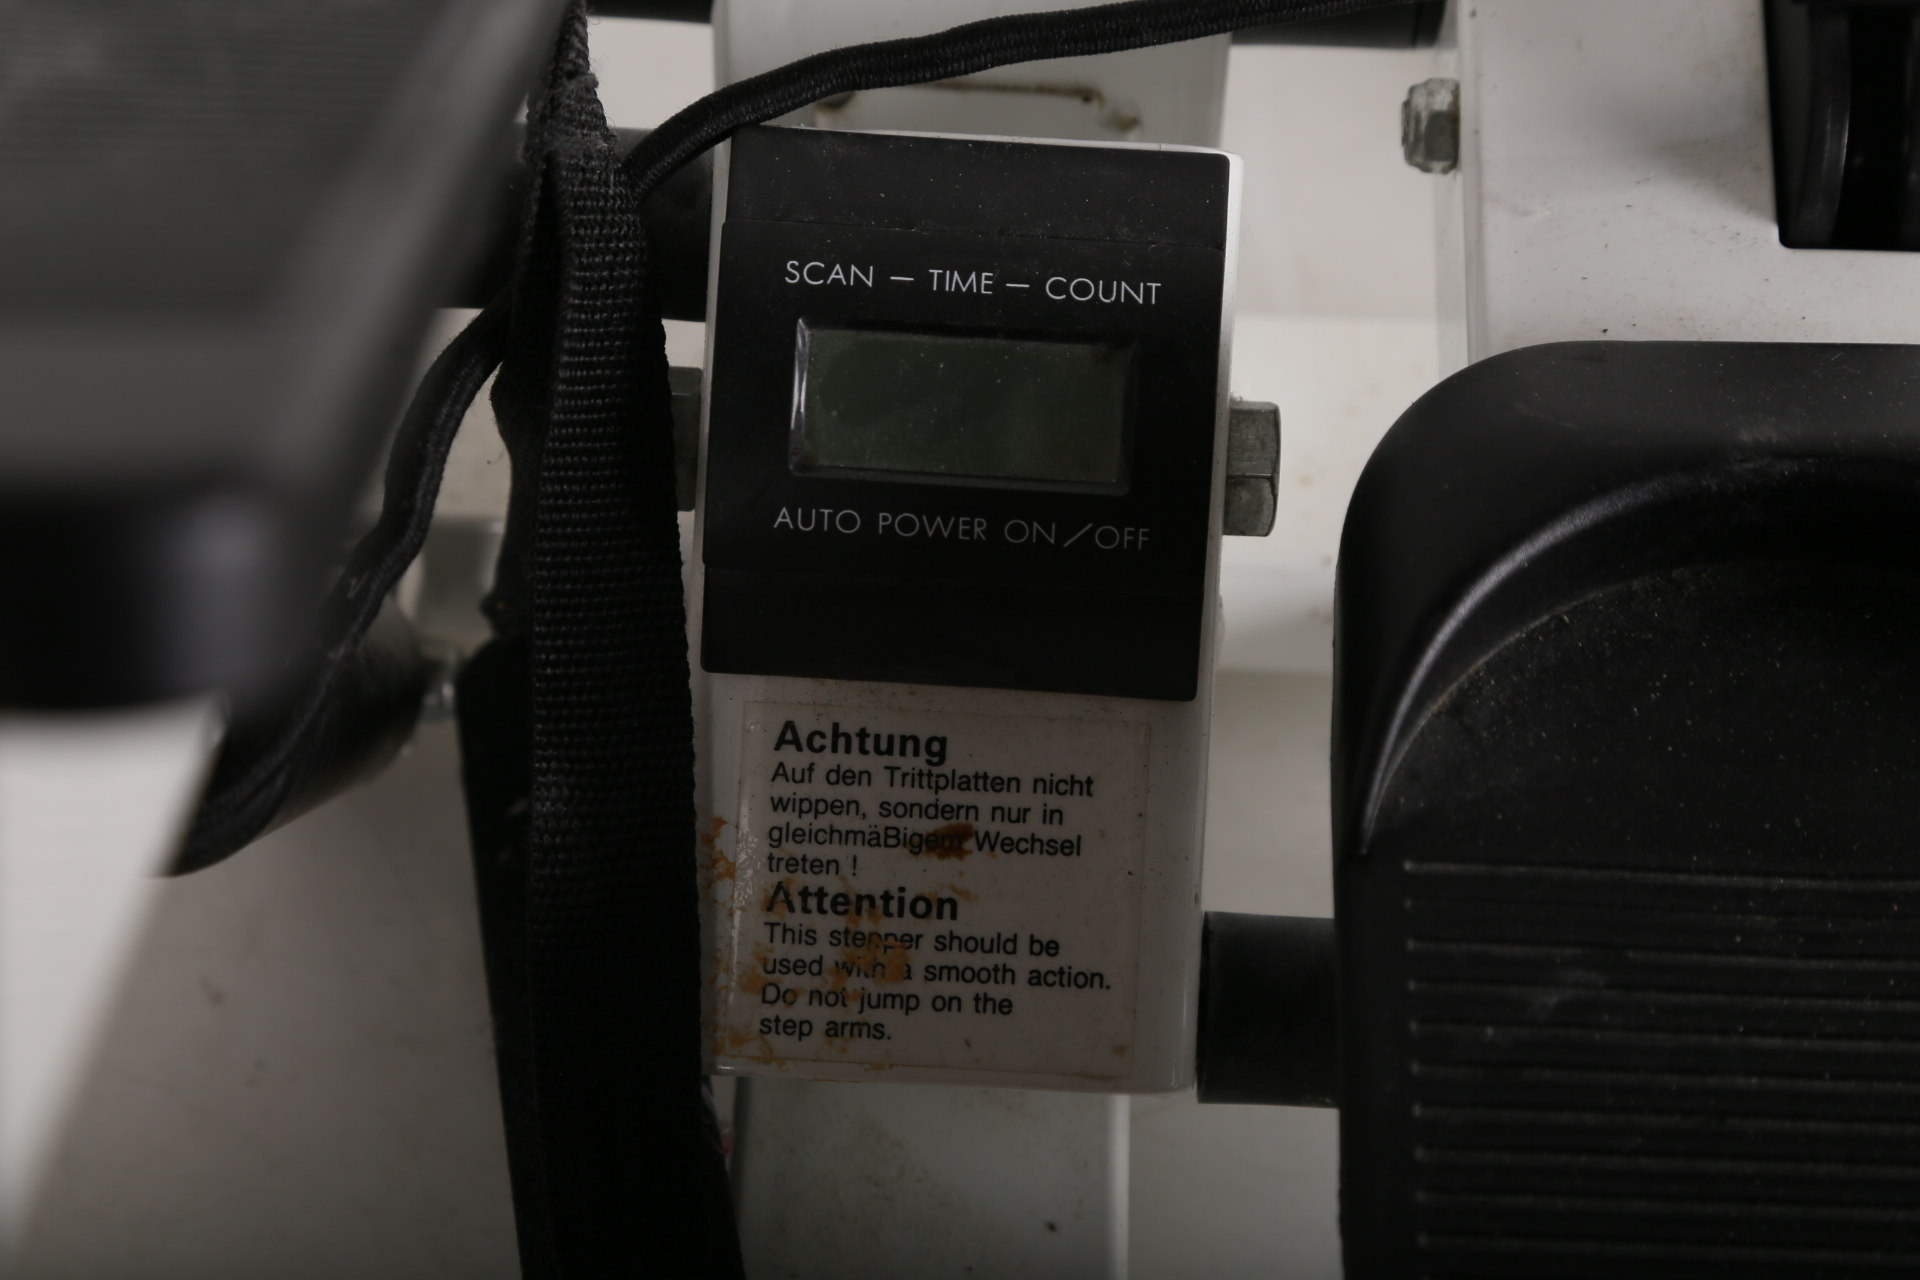 SCAN — TIME — COUNT
AUTO POWER ON/OFF
Achtung
Auf den Trittplatten nicht
wippen, sondern nur in
gleichmäBigem Wechsel
treten !
Attention
This stepper should be
used with a smooth action.
Do not jump on the
step arms.